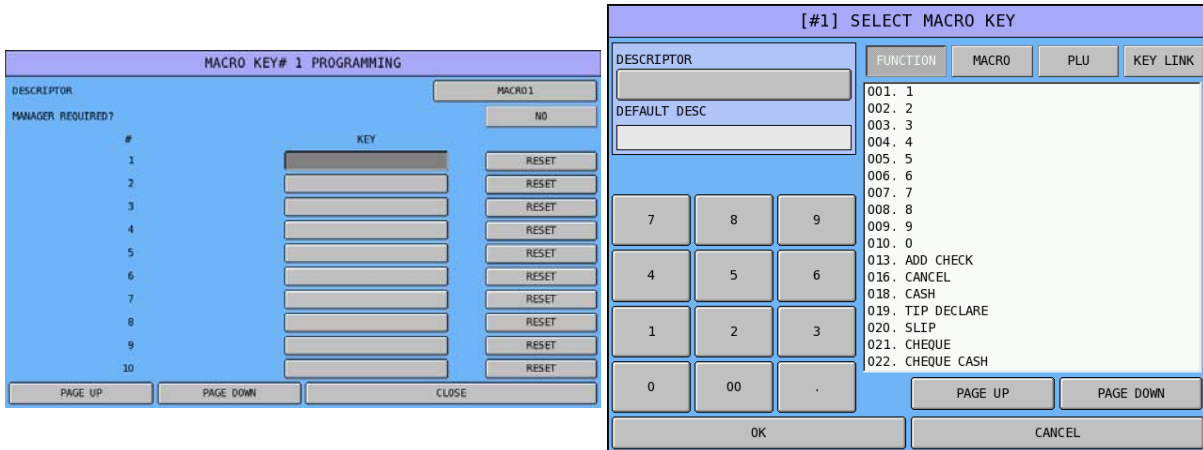 MACRO KEY# 1 PROGRAMMING
DESCRIPTOR MACRO1
MANAGER REQUIRED? NO
# KEY
1 RESET
2 RESET
3 RESET
4 RESET
5 RESET
6 RESET
7 RESET
8 RESET
9 RESET
10 RESET
PAGE UP PAGE DOWN CLOSE
[#1] SELECT MACRO KEY
DESCRIPTOR
DEFAULT DESC
7 8 9
4 5 6
1 2 3
0 00 .
FUNCTION MACRO PLU KEY LINK
001. 1
002. 2
003. 3
004. 4
005. 5
006. 6
007. 7
008. 8
009. 9
010. 0
013. ADD CHECK
016. CANCEL
018. CASH
019. TIP DECLARE
020. SLIP
021. CHEQUE
022. CHEQUE CASH
PAGE UP PAGE DOWN
OK CANCEL